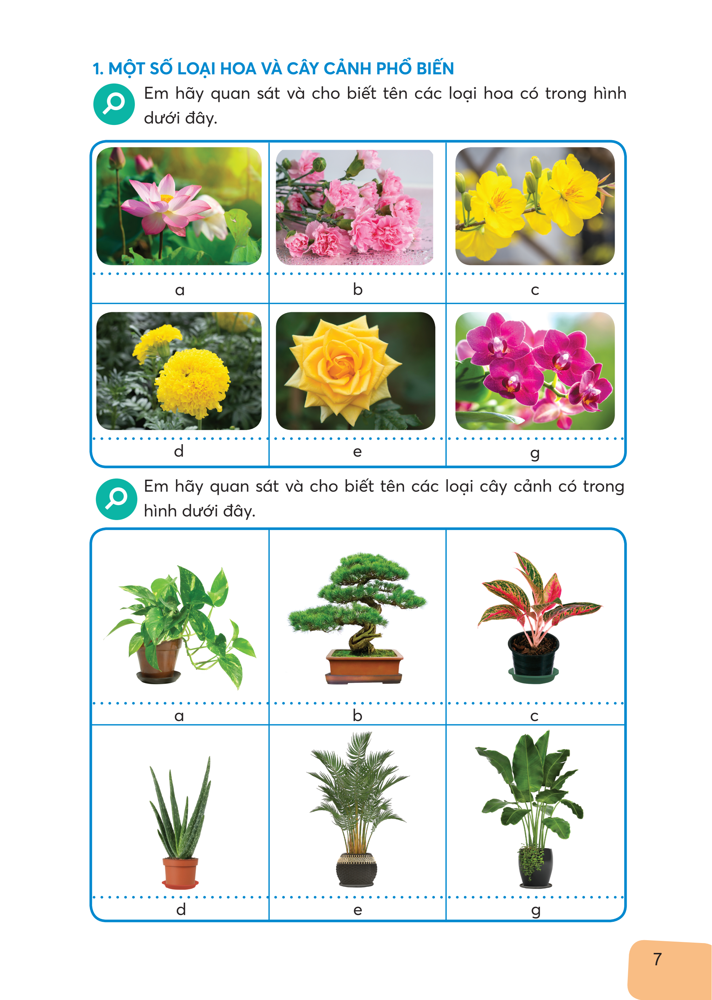 1. MỘT SỐ LOẠI HOA VÀ CÂY CẢNH PHỔ BIẾN
Em hãy quan sát và cho biết tên các loại hoa có trong hình
dưới đây.
a
b
c
d
e
g
Em hãy quan sát và cho biết tên các loại cây cảnh có trong
hình dưới đây.
a
b
c
d
e
g
7